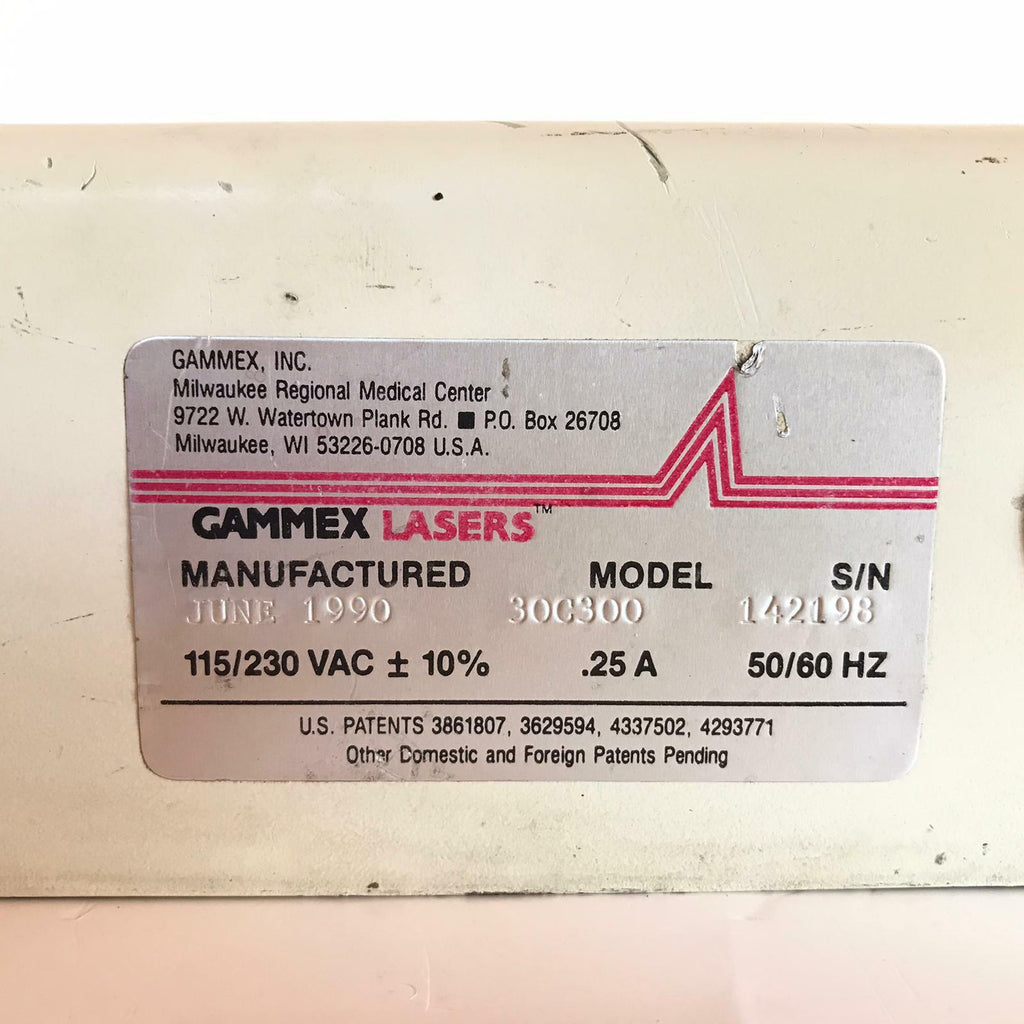 GAMMEX, INC.
Milwaukee Regional Medical Center
9722 W. Watertown Plank Rd. ■ P.O. Box 26708
Milwaukee, WI 53226-0708 U.S.A.
GAMMEX LASERS™
MANUFACTURED MODEL S/N
JUNE 1990 30C300 142198
115/230 VAC ± 10% .25 A 50/60 HZ
U.S. PATENTS 3861807, 3629594, 4337502, 4293771
Other Domestic and Foreign Patents Pending